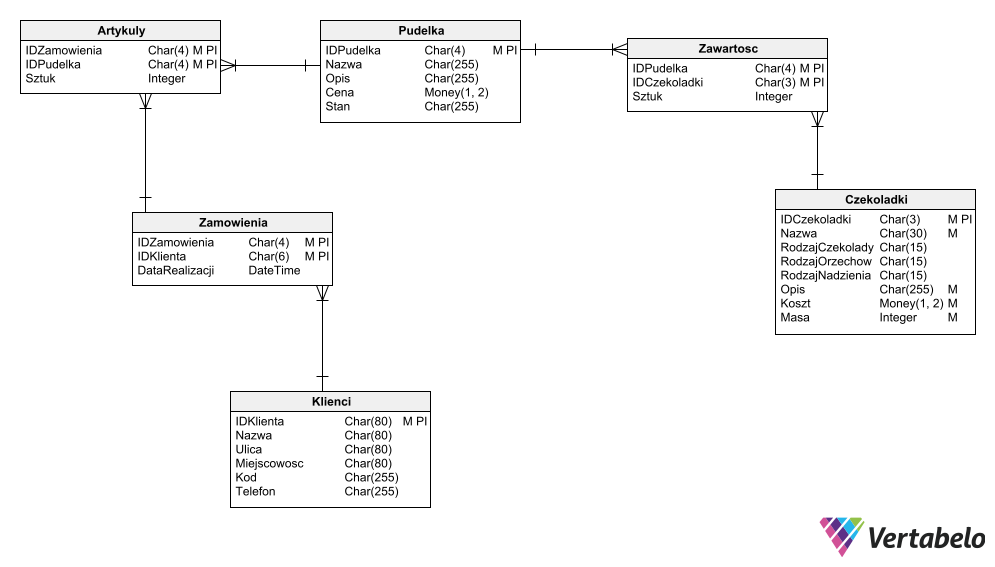 Artykuly
IDZamowienia Char(4) M PI
IDPudelka Char(4) M PI
Sztuk Integer
Pudelka
IDPudelka Char(4) M PI
Nazwa Char(255)
Opis Char(255)
Cena Money(1, 2)
Stan Char(255)
Zawartosc
IDPudelka Char(4) M PI
IDCzekoladki Char(3) M PI
Sztuk Integer
Zamowienia
IDZamowienia Char(4) M PI
IDKlienta Char(6) M PI
DataRealizacji DateTime
Czekoladki
IDCzekoladki Char(3) M PI
Nazwa Char(30) M
RodzajCzekolady Char(15)
RodzajOrzechow Char(15)
RodzajNadzienia Char(15)
Opis Char(255) M
Koszt Money(1, 2) M
Masa Integer M
Klienci
IDKlienta Char(80) M PI
Nazwa Char(80)
Ulica Char(80)
Miejscowosc Char(80)
Kod Char(255)
Telefon Char(255)
Vertabelo